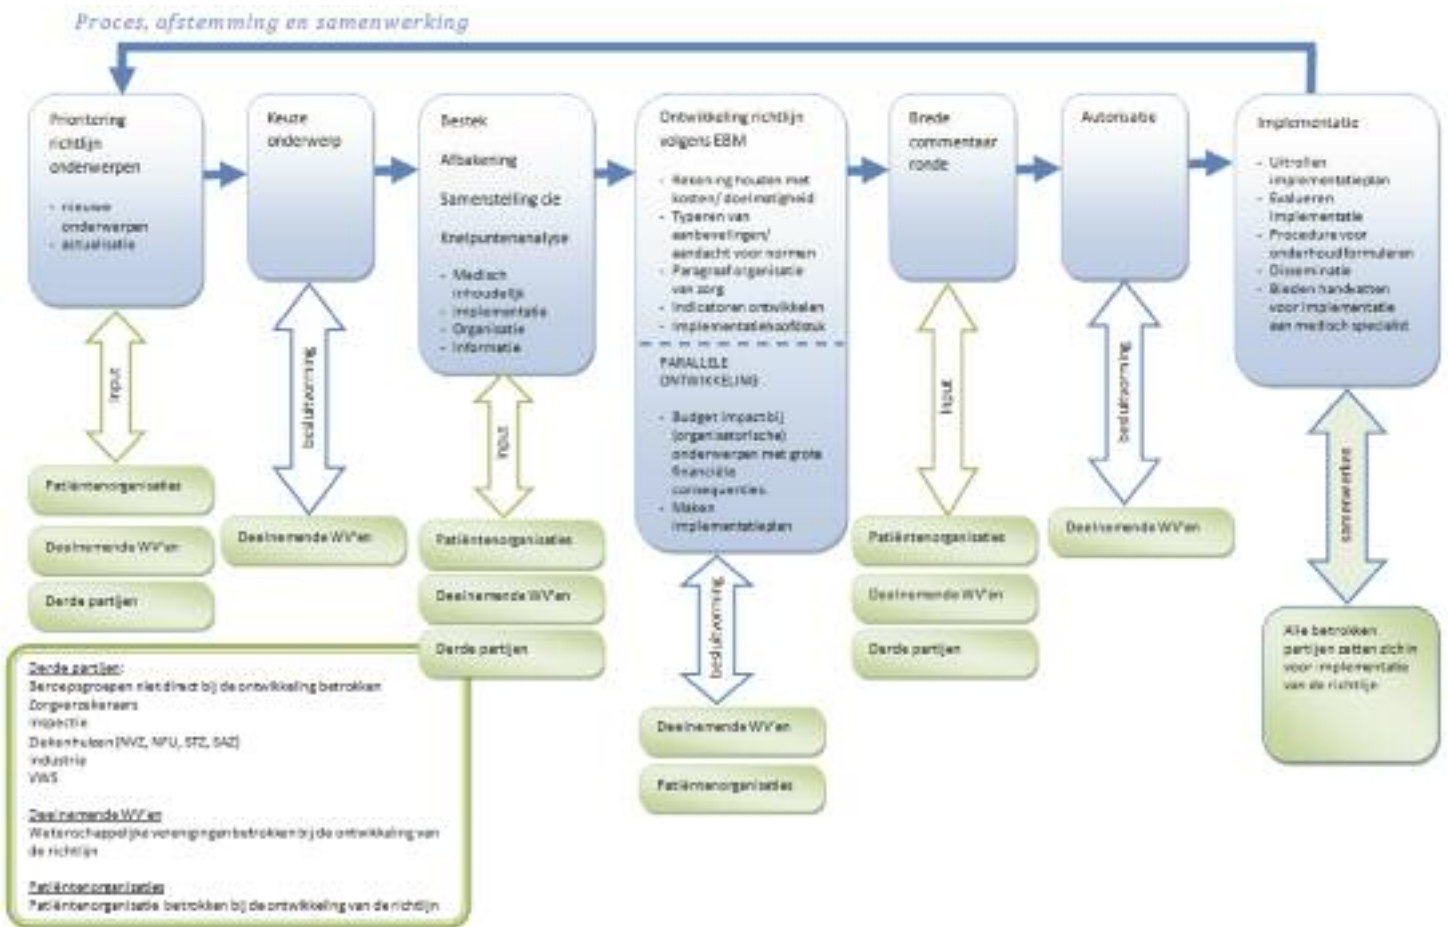 Proces, afstemming en samenwerking
Prioritering
richtlijn
onderwerpen
- nieuwe
onderwerpen
- actualisatie
Keuze
onderwerp
Bestek
Afbakening
Samenstelling cie
Knelpuntenanalyse
- Medisch
inhoudelijk
- Implementatie
- Organisatie
- Informatie
Ontwikkeling richtlijn
volgens EBM
- Rekening houden met
kosten/ doelmatigheid
- Typeren van
aanbevelingen/
aandacht voor normen
- Paragraaf organisatie
van zorg
- Indicatoren ontwikkelen
- Implementatiehoofdstuk
PARALLELE
ONTWIKKELING
- Budget impact bij
(organisatorische)
onderwerpen met grote
financiële
consequenties.
- Maken
implementatieplan
Brede
commentaar
ronde
Autorisatie
Implementatie
- Uitrollen
implementatieplan
- Evalueren
implementatie
- Procedure voor
onderhoud formuleren
- Disseminatie
- Bieden handvatten
voor implementatie
aan medisch specialist
input
besluitvorming
input
besluitvorming
input
besluitvorming
samenwerken
Patiëntenorganisaties
Deelnemende WV'en
Derde partijen
Deelnemende WV'en
Patiëntenorganisaties
Deelnemende WV'en
Derde partijen
Deelnemende WV'en
Patiëntenorganisaties
Patiëntenorganisaties
Deelnemende WV'en
Derde partijen
Deelnemende WV'en
Alle betrokken
partijen zetten zich in
voor implementatie
van de richtlijn
Derde partijen:
Beroepsgroepen niet direct bij de ontwikkeling betrokken
Zorgverzekeraars
Inspectie
Ziekenhuizen (NVZ, NFU, STZ, SAZ)
Industrie
VWS
Deelnemende WV'en
Wetenschappelijke verenigingen betrokken bij de ontwikkeling van
de richtlijn
Patiëntenorganisaties
Patiëntenorganisatie betrokken bij de ontwikkeling van de richtlijn